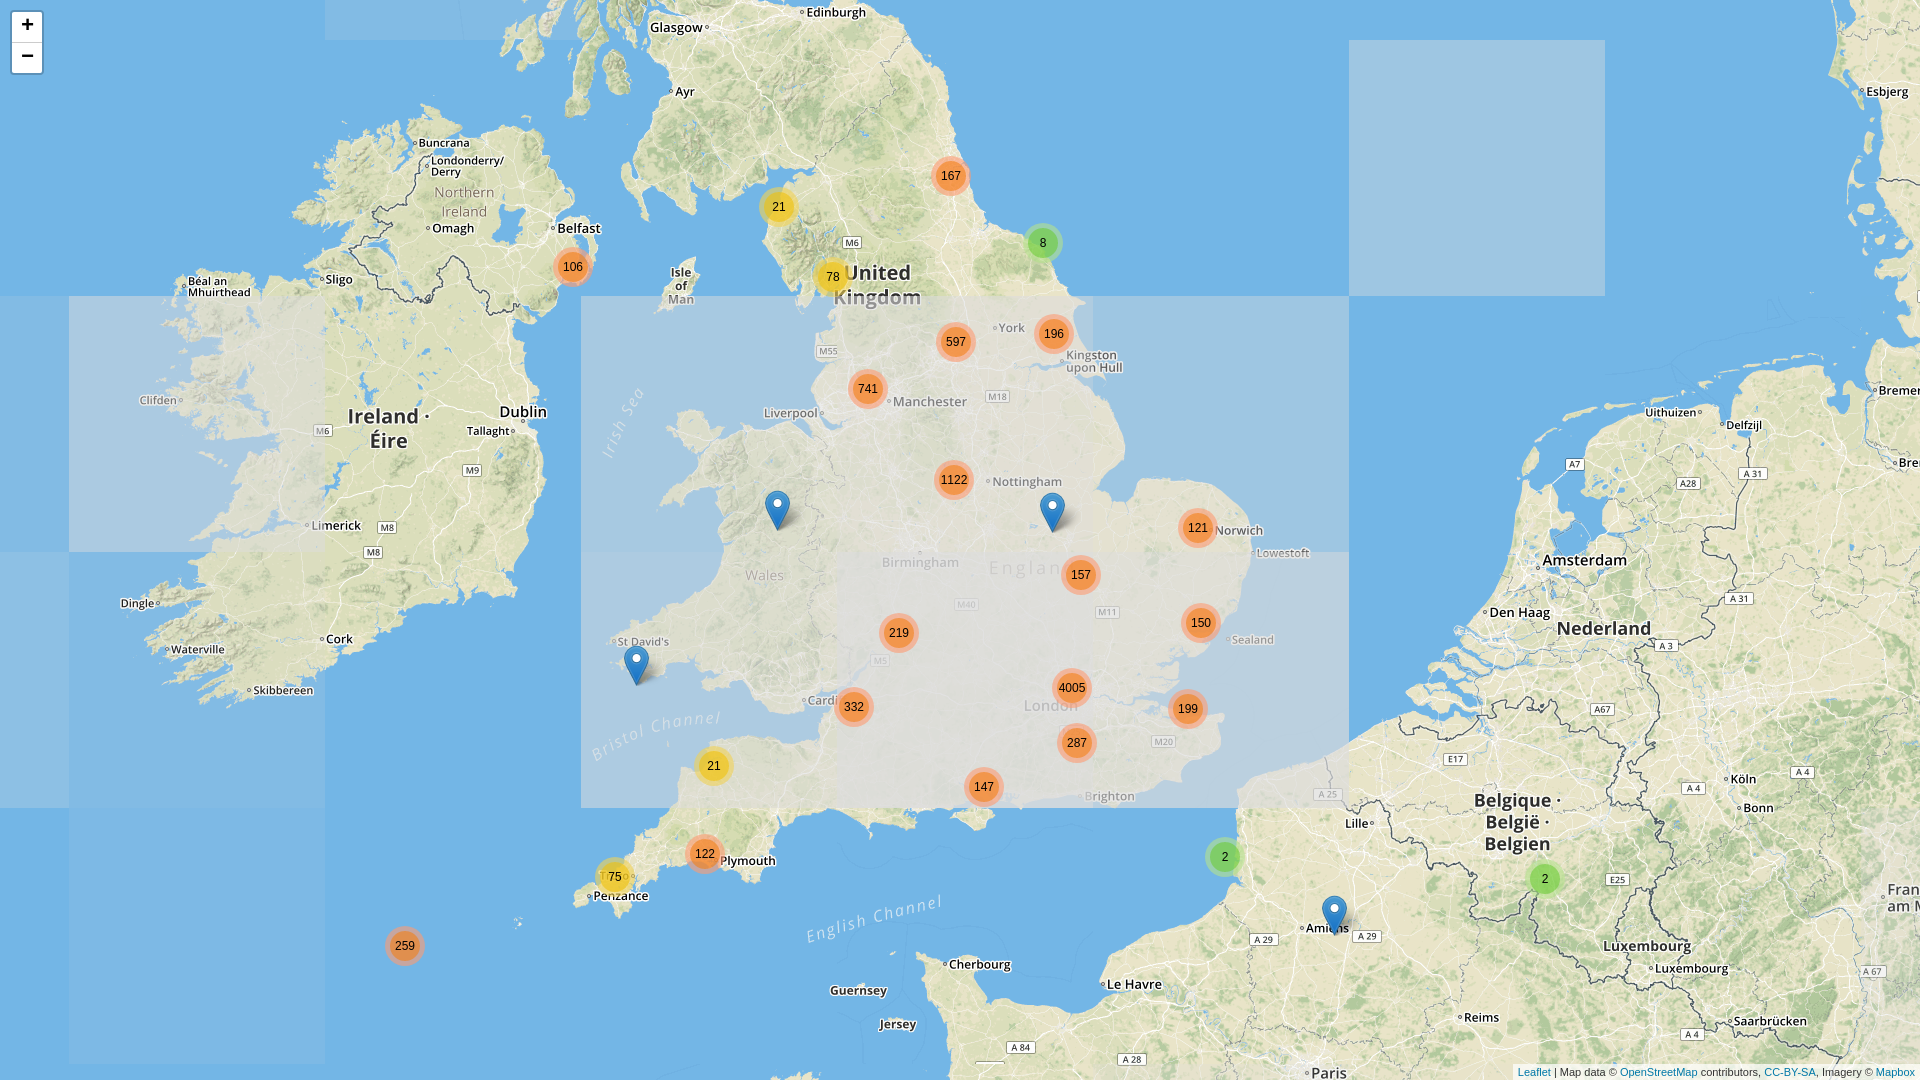 +
−
Edinburgh
Glasgow
Ayr
Esbjerg
Buncrana
Londonderry/
Derry
Northern
Ireland
Omagh
Belfast
167
21
8
106
M6
78
United
Kingdom
Isle
of
Man
Sligo
Béal an
Mhuirthead
York
196
597
M55
Kingston
upon Hull
741
Manchester
M18
Liverpool
Irish Sea
Clifden
Ireland ·
Éire
Dublin
Tallaght
M6
M9
Uithuizen
Delfzijl
A7
A 31
A28
1122
Nottingham
Limerick
M8
M8
121
Norwich
Lowestoft
Birmingham
Wales
157
Amsterdam
Dingle
M40
M11
A 31
Den Haag
Nederland
219
150
Sealand
Cork
Waterville
St David's
A 3
M5
Skibbereen
4005
London
Cardi
332
199
A67
Bristol Channel
287
M20
E17
21
147
Brighton
A 25
Köln
A 4
A 4
Bonn
Belgique ·
België ·
Belgien
Lille
122
Plymouth
2
75
Penzance
2
E25
English Channel
Amiens
A 29
A 29
259
Luxembourg
Luxembourg
A 67
Cherbourg
Le Havre
Guernsey
Jersey
Reims
Saarbrücken
A 4
A 84
A 28
Paris
Leaflet | Map data © OpenStreetMap contributors, CC-BY-SA, Imagery © Mapbox